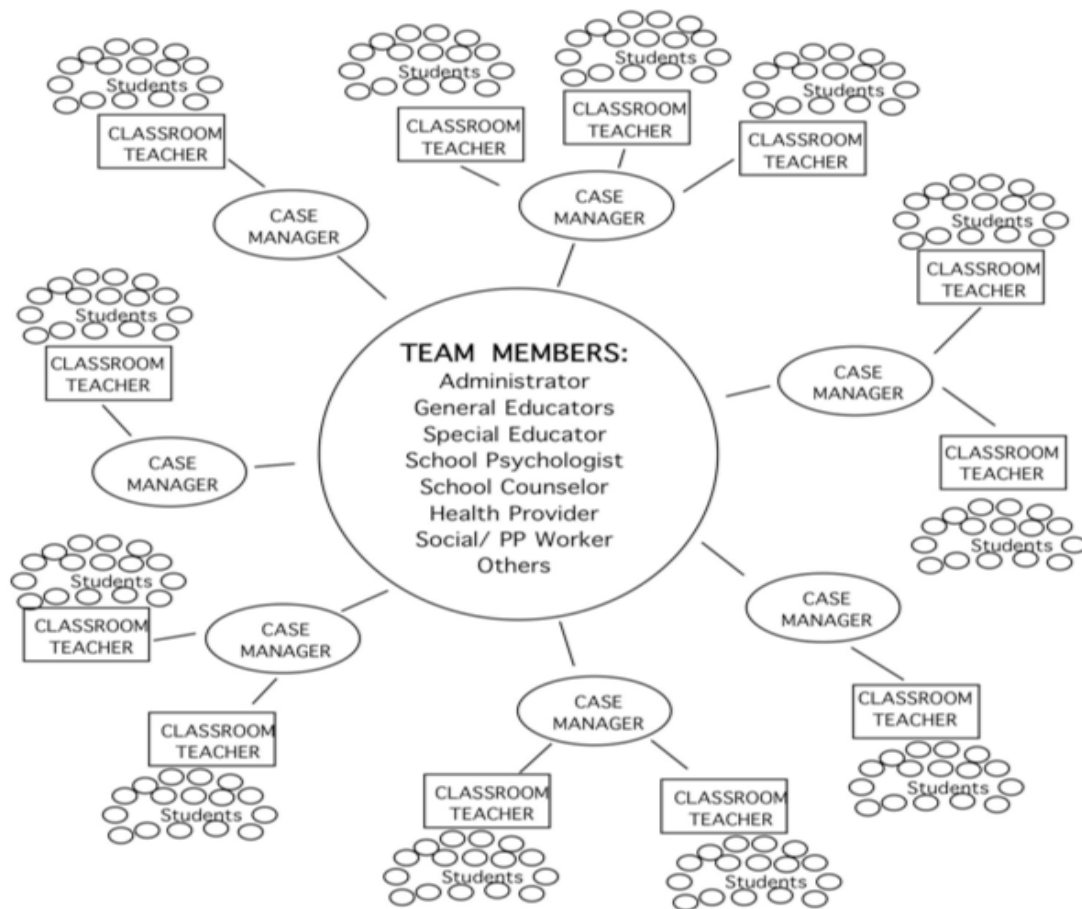 Students
CLASSROOM
TEACHER
CASE
MANAGER
Students
CLASSROOM
TEACHER
Students
CLASSROOM
TEACHER
Students
CLASSROOM
TEACHER
CASE
MANAGER
Students
CLASSROOM
TEACHER
CASE
MANAGER
CLASSROOM
TEACHER
Students
Students
CLASSROOM
TEACHER
CASE
MANAGER
TEAM MEMBERS:
Administrator
General Educators
Special Educator
School Psychologist
School Counselor
Health Provider
Social/ PP Worker
Others
Students
CLASSROOM
TEACHER
CASE
MANAGER
CLASSROOM
TEACHER
Students
CASE
MANAGER
CLASSROOM
TEACHER
Students
CLASSROOM
TEACHER
Students
CASE
MANAGER
CLASSROOM
TEACHER
Students